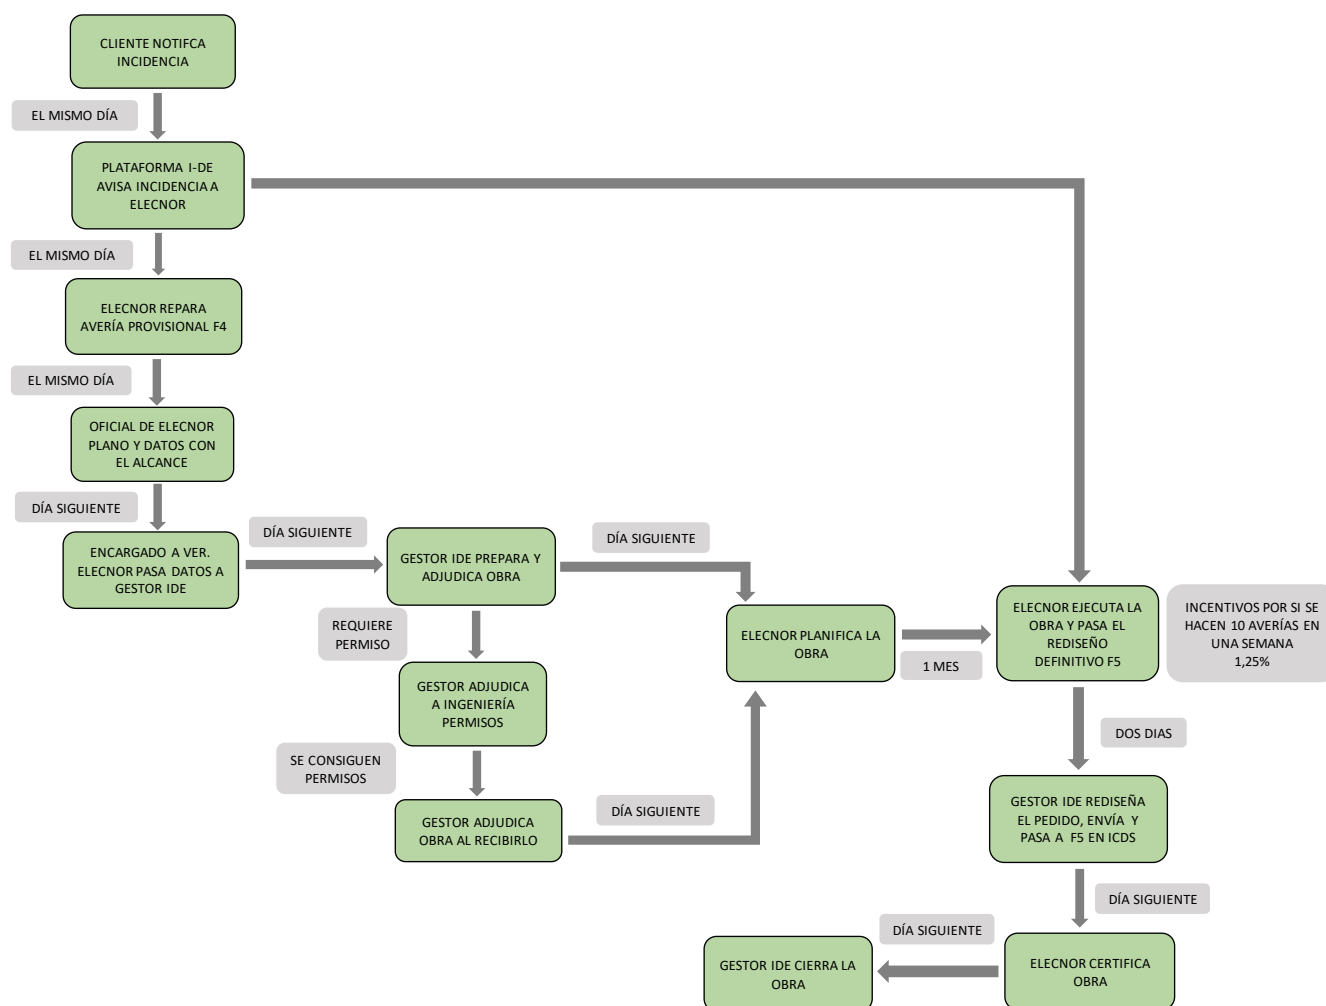 CLIENTE NOTIFCA
INCIDENCIA
EL MISMO DÍA
PLATAFORMA I-DE
AVISA INCIDENCIA A
ELECNOR
EL MISMO DÍA
ELECNOR REPARA
AVERÍA PROVISIONAL F4
EL MISMO DÍA
OFICIAL DE ELECNOR
PLANO Y DATOS CON
EL ALCANCE
DÍA SIGUIENTE
ENCARGADO A VER.
ELECNOR PASA DATOS A
GESTOR IDE
DÍA SIGUIENTE
GESTOR IDE PREPARA Y
ADJUDICA OBRA
DÍA SIGUIENTE
REQUIERE
PERMISO
GESTOR ADJUDICA
A INGENIERÍA
PERMISOS
SE CONSIGUEN
PERMISOS
GESTOR ADJUDICA
OBRA AL RECIBIRLO
DÍA SIGUIENTE
ELECNOR PLANIFICA LA
OBRA
1 MES
ELECNOR EJECUTA LA
OBRA Y PASA EL
REDISEÑO
DEFINITIVO F5
INCENTIVOS POR SI SE
HACEN 10 AVERÍAS EN
UNA SEMANA
1,25%
DOS DIAS
GESTOR IDE REDISEÑA
EL PEDIDO, ENVÍA Y
PASA A F5 EN ICDS
DÍA SIGUIENTE
ELECNOR CERTIFICA
OBRA
DÍA SIGUIENTE
GESTOR IDE CIERRA LA
OBRA